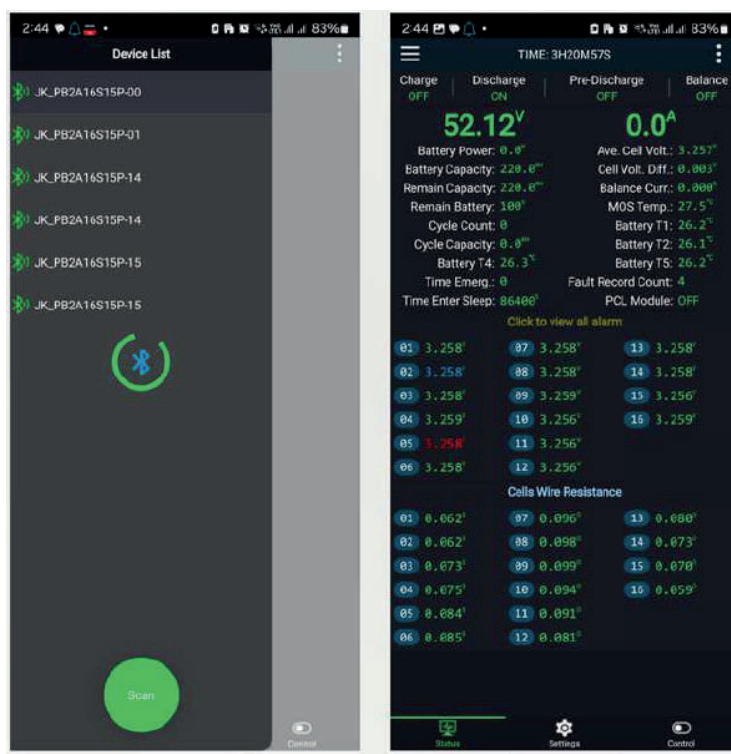 2:44
83%
Device List
JK_PB2A16S15P-00
JK_PB2A16S15P-01
JK_PB2A16S15P-14
JK_PB2A16S15P-14
JK_PB2A16S15P-15
JK_PB2A16S15P-15
Scan
Control
2:44
83%
TIME: 3H20M57S
Charge Discharge Pre-Discharge Balance
OFF ON OFF OFF
52.12V 0.0A
Battery Power: 0.0 Ave. Cell Volt.: 3.257
Battery Capacity: 220.0 Cell Volt. Diff.: 0.003
Remain Capacity: 220.0 Balance Curr.: 0.000
Remain Battery: 100 MOS Temp.: 27.5℃
Cycle Count: 0 Battery T1: 26.2℃
Cycle Capacity: 0.0 Battery T2: 26.1℃
Battery T4: 26.3℃ Battery T5: 26.2℃
Time Emerg.: 0 Fault Record Count: 4
Time Enter Sleep: 86400 PCL Module: OFF
Click to view all alarm
01 3.258 07 3.258 13 3.258
02 3.258 08 3.258 14 3.258
03 3.258 09 3.259 15 3.256
04 3.259 10 3.256 16 3.259
05 3.258 11 3.256
06 3.258 12 3.256
Cells Wire Resistance
01 0.062 07 0.096 13 0.080
02 0.062 08 0.098 14 0.073
03 0.073 09 0.099 15 0.070
04 0.075 10 0.094 16 0.059
05 0.084 11 0.091
06 0.085 12 0.081
Status Settings Control